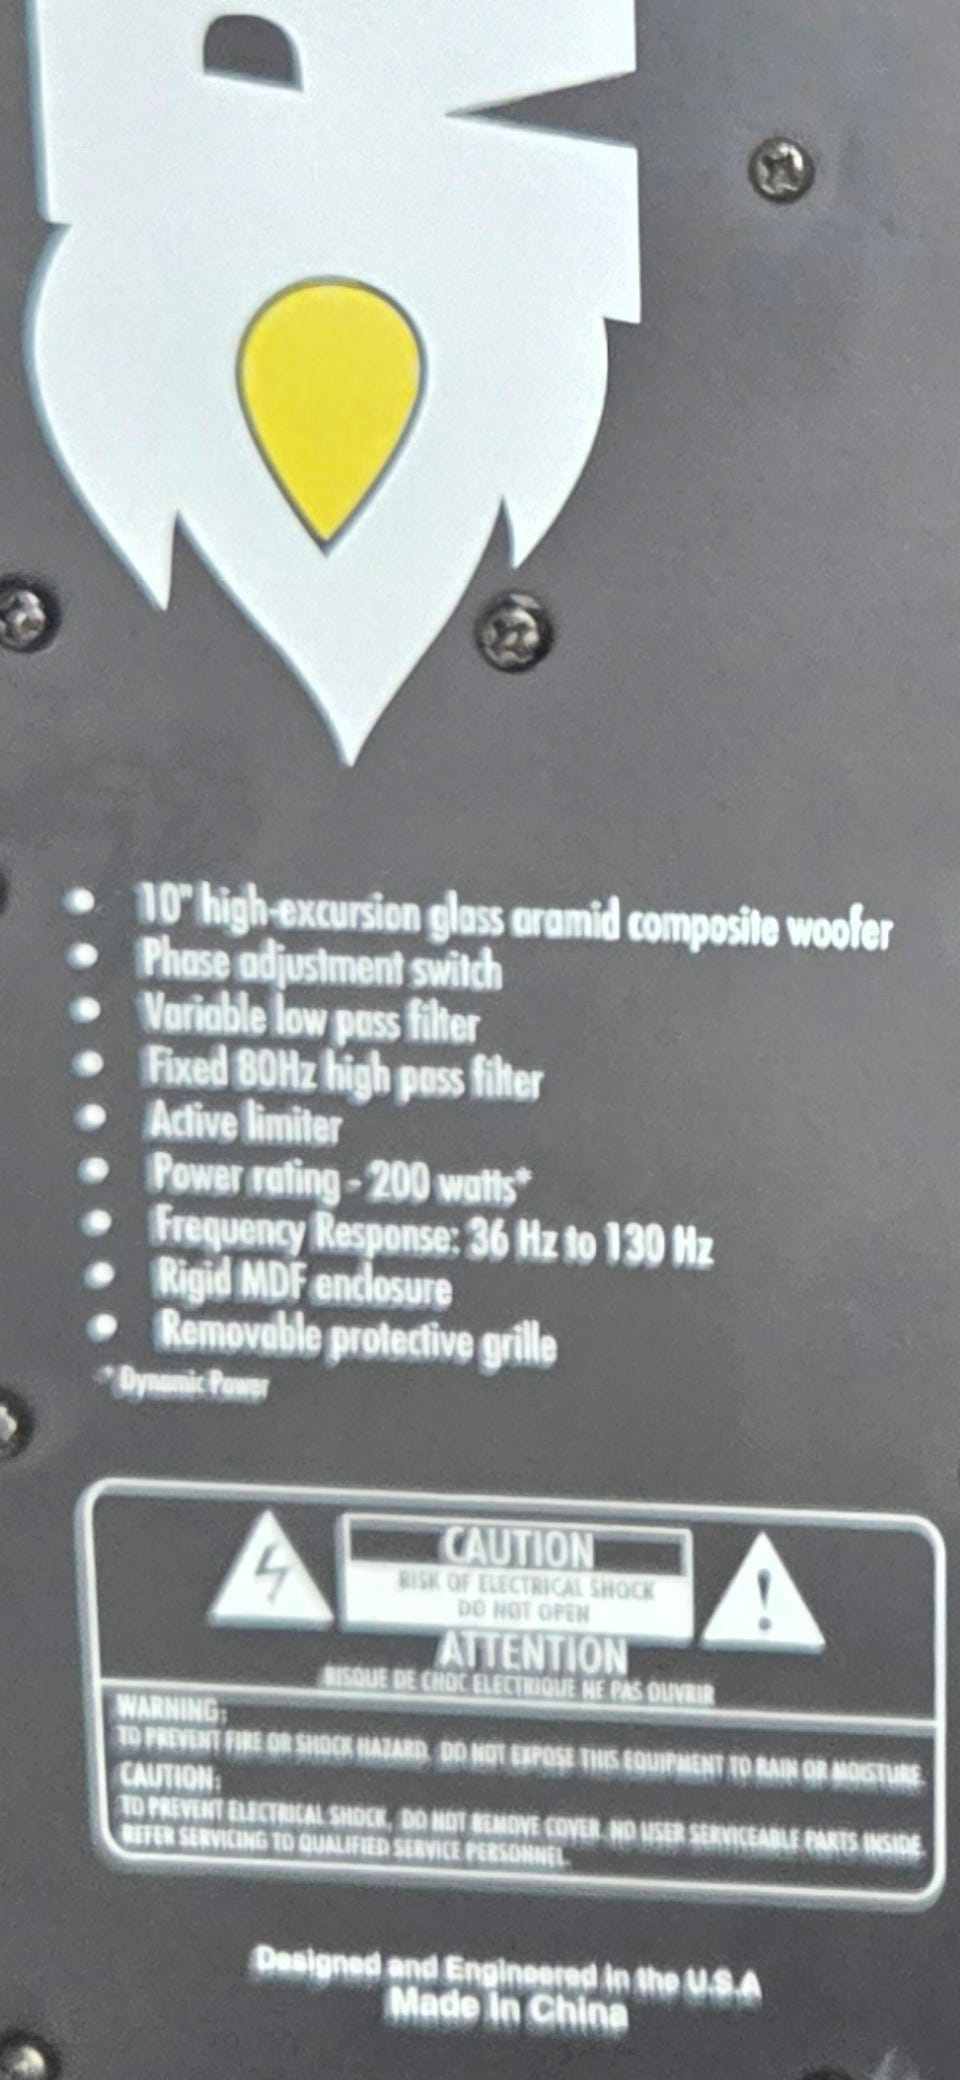 • 10" high-excursion glass aramid composite woofer
• Phase adjustment switch
• Variable low pass filter
• Fixed 80Hz high pass filter
• Active limiter
• Power rating - 200 watts*
• Frequency Response: 36 Hz to 130 Hz
• Rigid MDF enclosure
• Removable protective grille
* Dynamic Power
CAUTION
RISK OF ELECTRICAL SHOCK
DO NOT OPEN
ATTENTION
RISQUE DE CHOC ELECTRIQUE NE PAS OUVRIR
WARNING:
TO PREVENT FIRE OR SHOCK HAZARD, DO NOT EXPOSE THIS EQUIPMENT TO RAIN OR MOISTURE.
CAUTION:
TO PREVENT ELECTRICAL SHOCK, DO NOT REMOVE COVER. NO USER SERVICEABLE PARTS INSIDE.
REFER SERVICING TO QUALIFIED SERVICE PERSONNEL.
Designed and Engineered in the U.S.A
Made in China